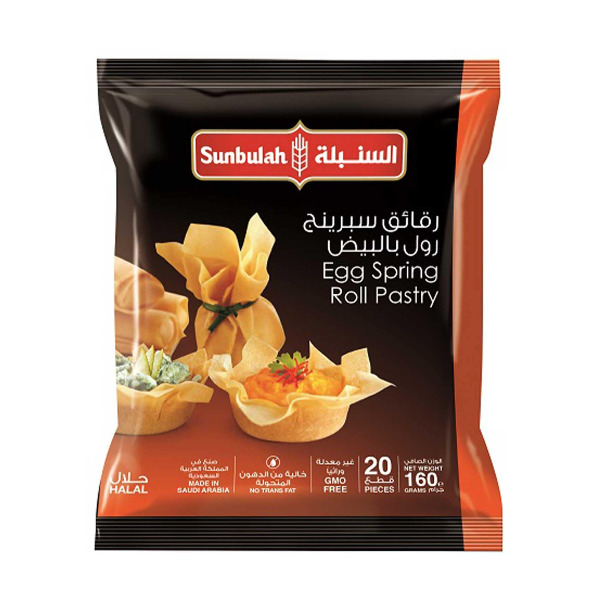 Sunbulah السنبلة
رقائق سبرينج
رول بالبيض
Egg Spring
Roll Pastry
حلال
HALAL
صنع في
المملكة العربية
السعودية
MADE IN
SAUDI ARABIA
خالية من الدهون
المتحولة
NO TRANS FAT
غير معدلة
وراثيا
GMO
FREE
20
قطع
PIECES
الوزن الصافي
NET WEIGHT
160
GRAMS جرام